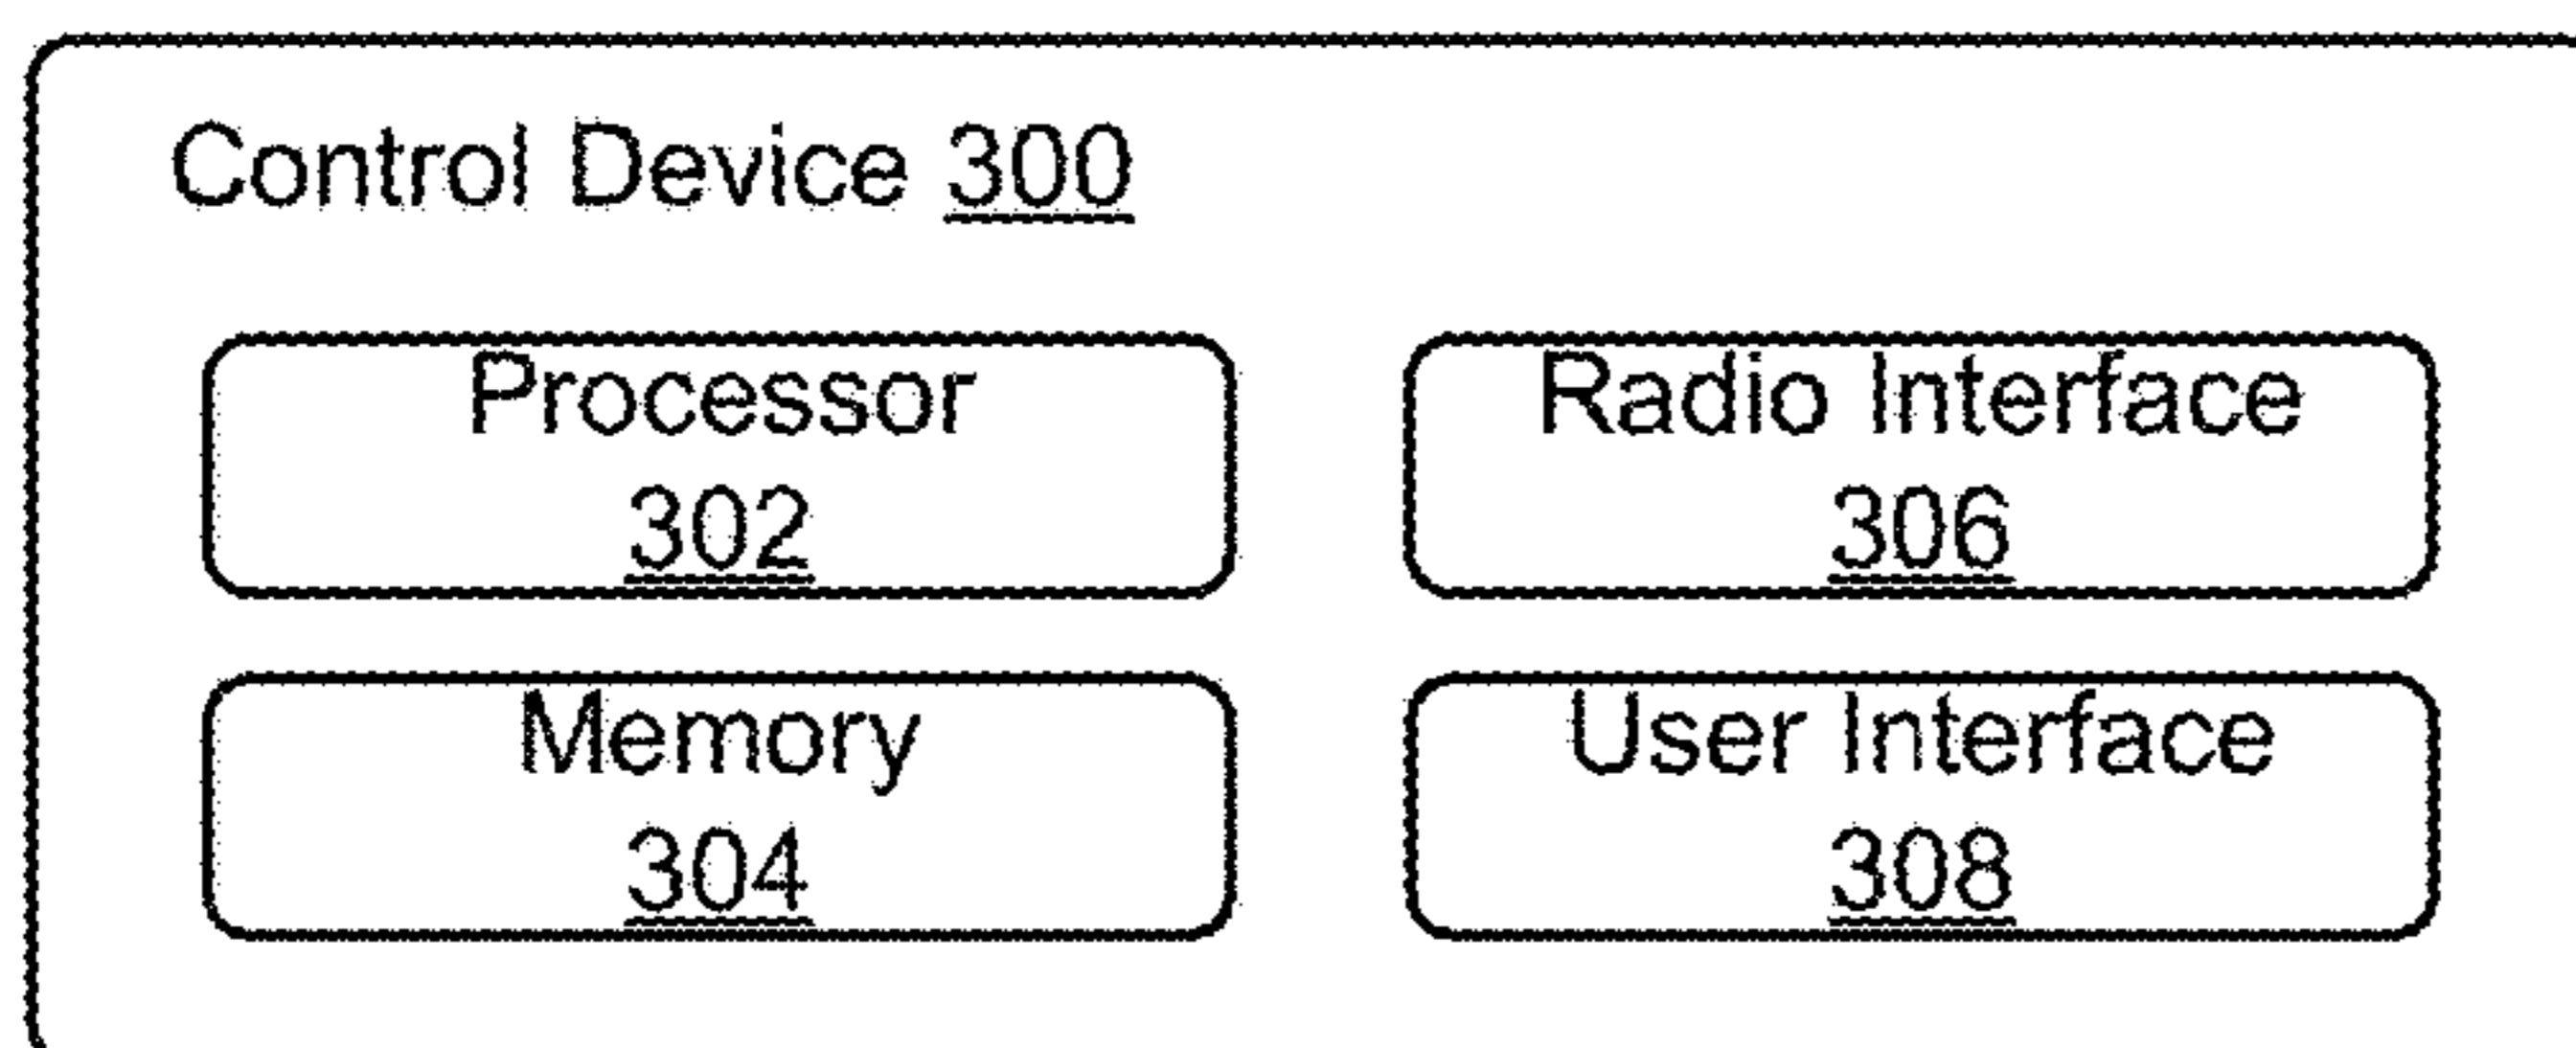 Control Device 300
Processor
302
Radio Interface
306
Memory
304
User Interface
308